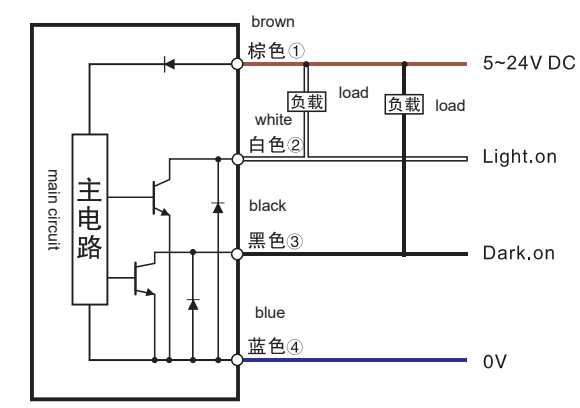 brown
棕色①
5~24V DC
负载
load
负载
load
white
白色②
Light.on
主电路
main circuit
black
黑色③
Dark.on
blue
蓝色④
0V